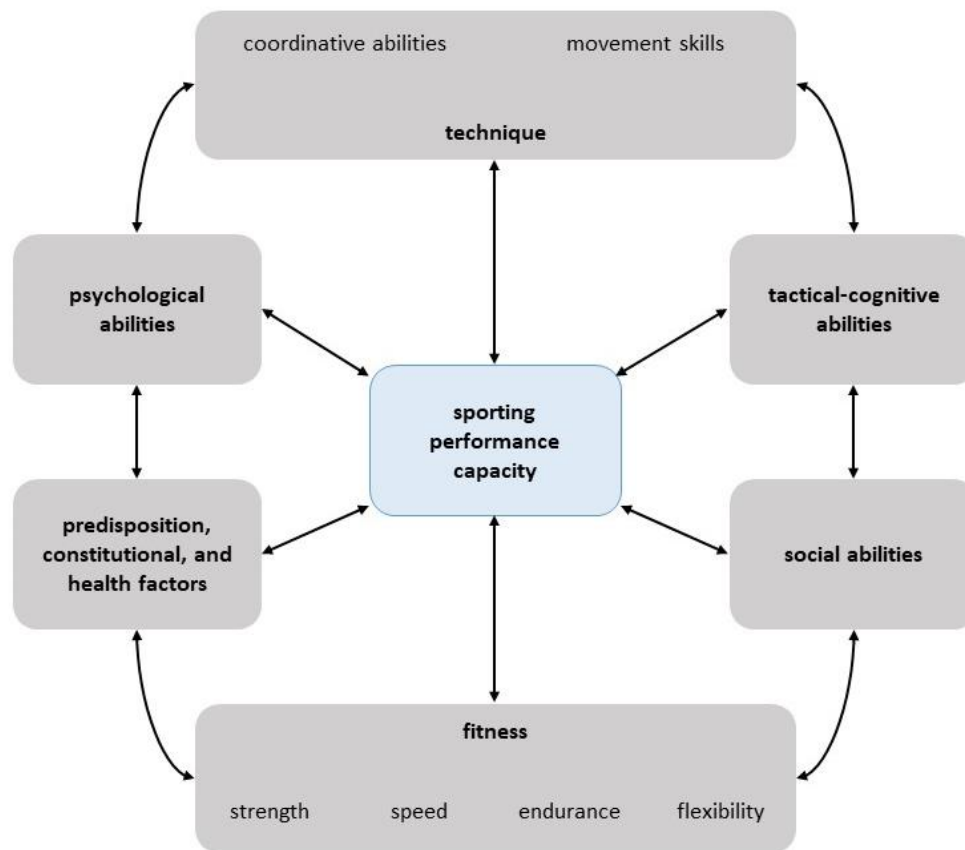 coordinative abilities
movement skills
technique
psychological
abilities
tactical-cognitive
abilities
sporting
performance
capacity
predisposition,
constitutional, and
health factors
social abilities
fitness
strength
speed
endurance
flexibility